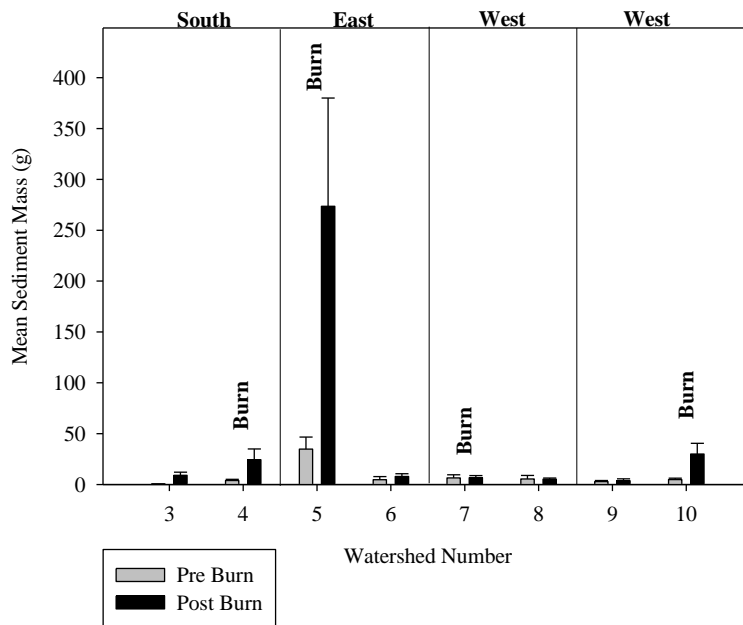 South East West West
Burn
Burn
Burn
Burn
Mean Sediment Mass (g)
400
350
300
250
200
150
100
50
0
3 4 5 6 7 8 9 10
Watershed Number
Pre Burn
Post Burn